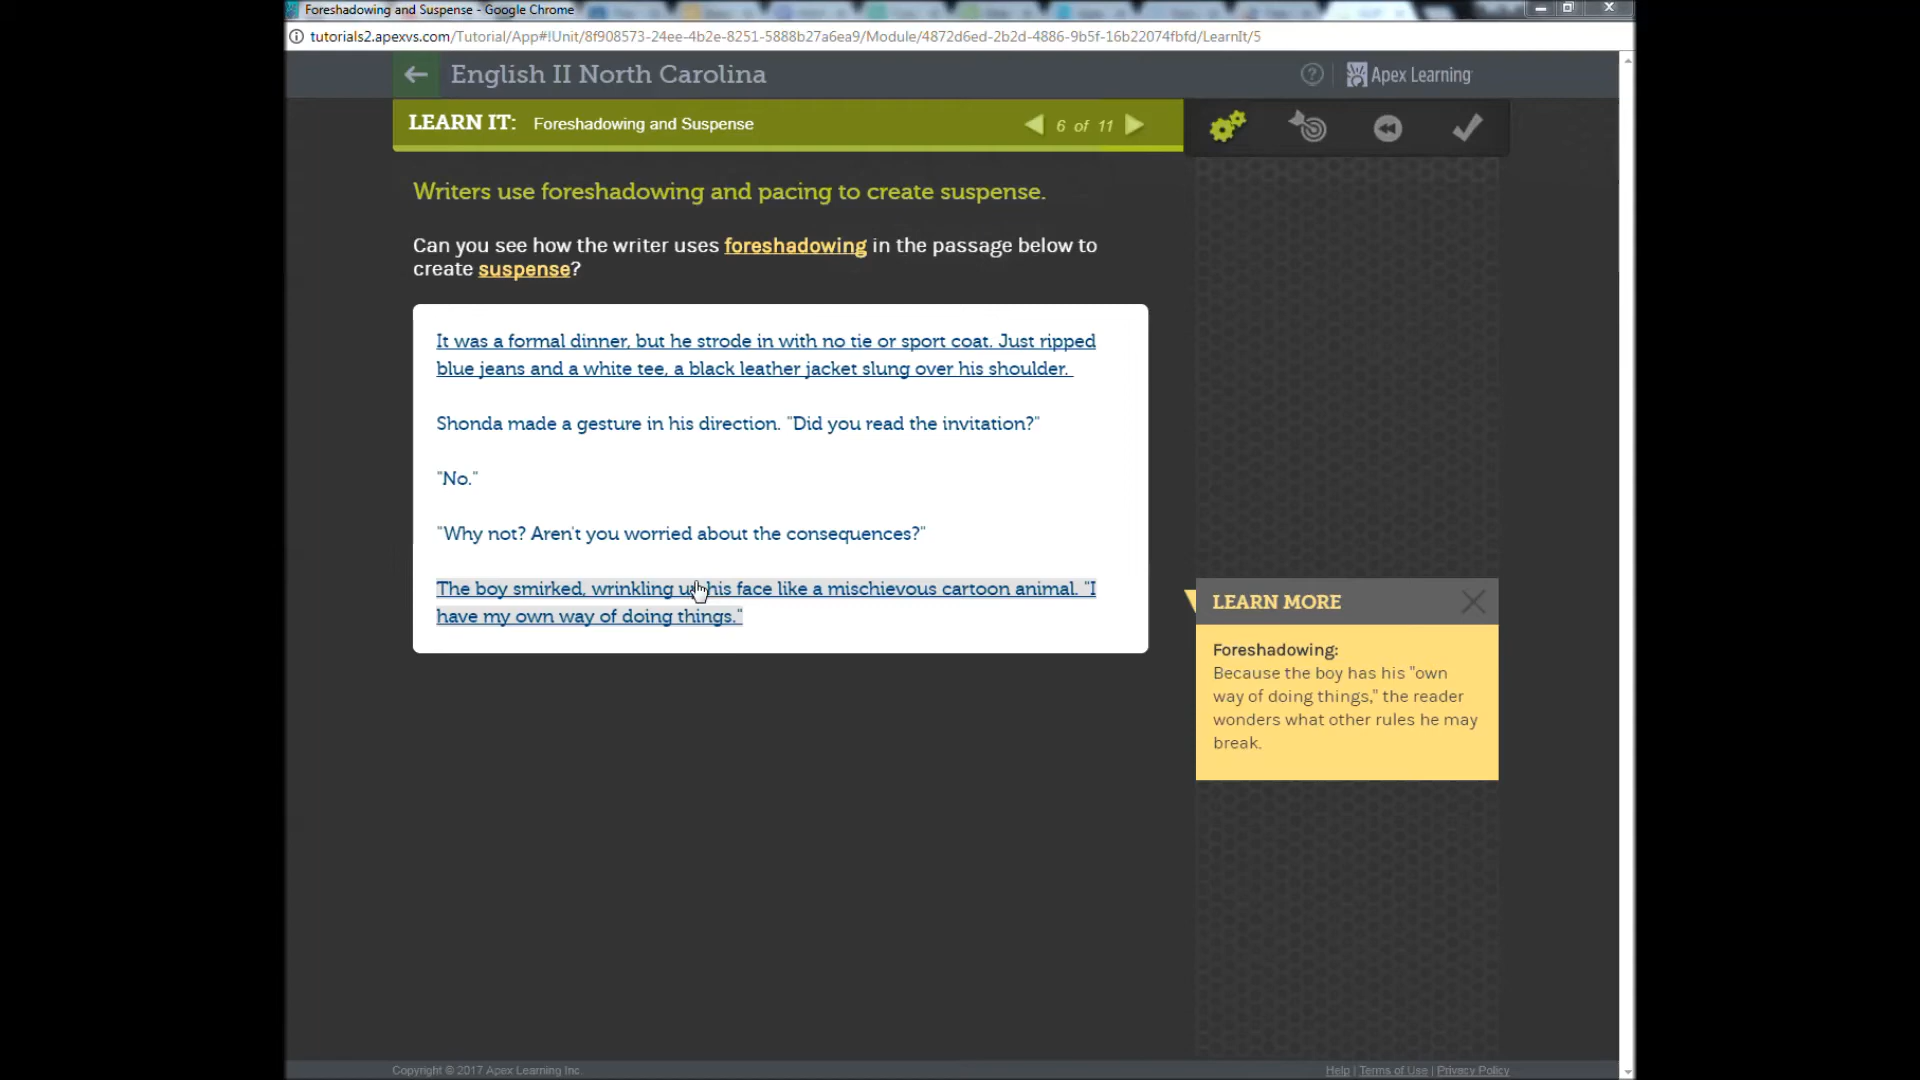 Foreshadowing and Suspense - Google Chrome
tutorials2.apexvs.com/Tutorial/App#!Unit/8f908573-24ee-4b2e-8251-5888b27a6ea9/Module/4872d6ed-2b2d-4886-9b5f-16b22074fbfd/LearnIt/5
English II North Carolina
? Apex Learning
LEARN IT: Foreshadowing and Suspense
6 of 11
Writers use foreshadowing and pacing to create suspense.
Can you see how the writer uses foreshadowing in the passage below to
create suspense?
It was a formal dinner, but he strode in with no tie or sport coat. Just ripped
blue jeans and a white tee, a black leather jacket slung over his shoulder.
Shonda made a gesture in his direction. "Did you read the invitation?"
"No."
"Why not? Aren't you worried about the consequences?"
The boy smirked, wrinkling up his face like a mischievous cartoon animal. "I
have my own way of doing things."
LEARN MORE
Foreshadowing:
Because the boy has his "own
way of doing things," the reader
wonders what other rules he may
break.
Copyright © 2017 Apex Learning Inc.
Help | Terms of Use | Privacy Policy